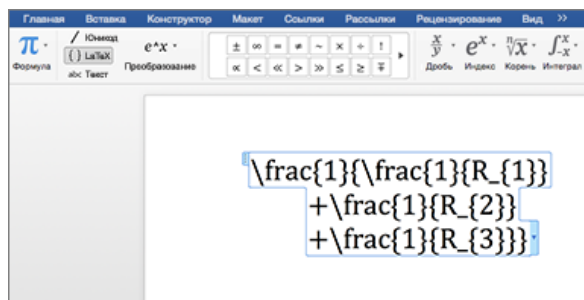 Главная Вставка Конструктор Макет Ссылки Рассылки Рецензирование Вид >>
π Формула
/ Юникод
{} LaTeX
abc Текст
e^x Преобразование
± ∞ = ≠ ~ × ÷ !
∝ < ≪ > ≫ ≤ ≥ ∓
x/y Дробь
e^x Индекс
n√x Корень
∫x -x Интеграл
\frac{1}{\frac{1}{R_{1}}
+\frac{1}{R_{2}}
+\frac{1}{R_{3}}}